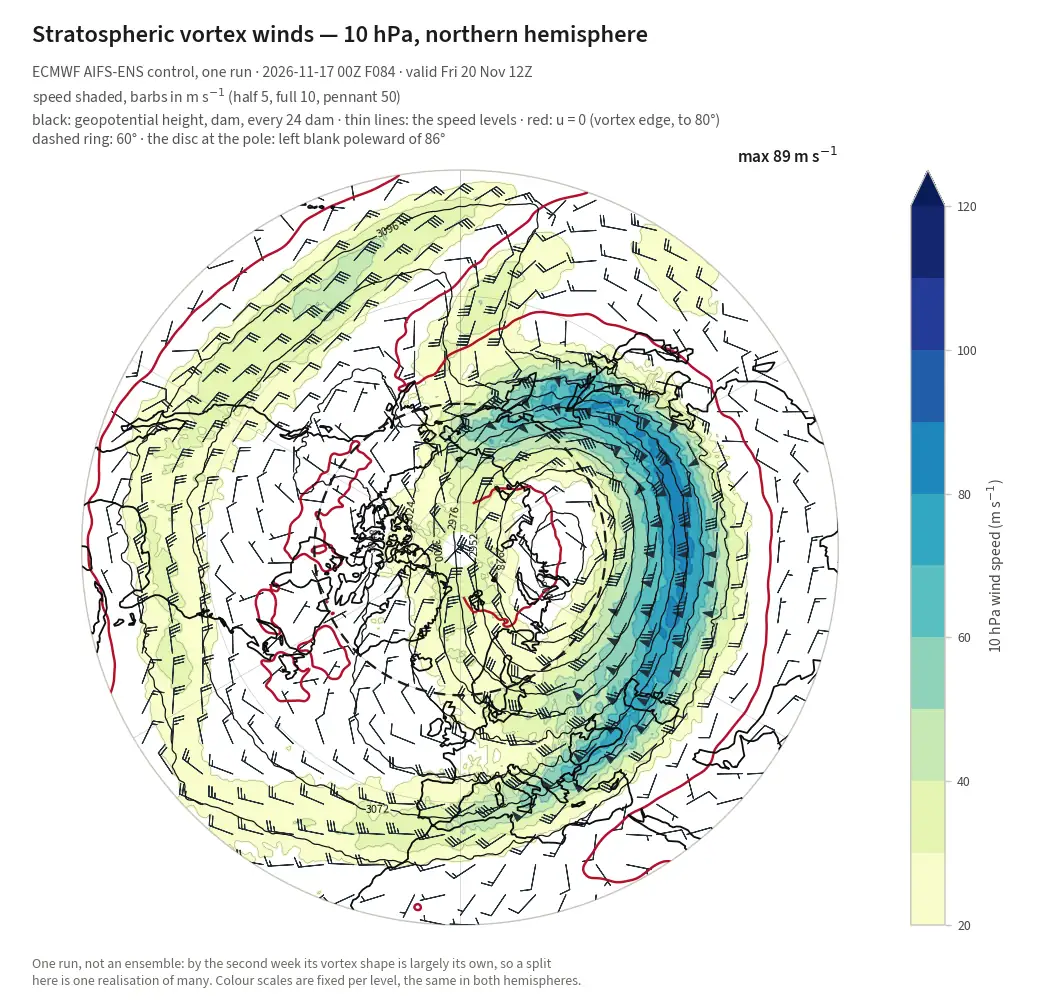 Stratospheric vortex winds — 10 hPa, northern hemisphere
ECMWF AIFS-ENS control, one run · 2026-11-17 00Z F084 · valid Fri 20 Nov 12Z
speed shaded, barbs in m s⁻¹ (half 5, full 10, pennant 50)
black: geopotential height, dam, every 24 dam · thin lines: the speed levels · red: u = 0 (vortex edge, to 80°)
dashed ring: 60° · the disc at the pole: left blank poleward of 86°
max 89 m s⁻¹
120
100
80
60
40
20
10 hPa wind speed (m s⁻¹)
3096
2976
2952
2928
3072
One run, not an ensemble: by the second week its vortex shape is largely its own, so a split
here is one realisation of many. Colour scales are fixed per level, the same in both hemispheres.